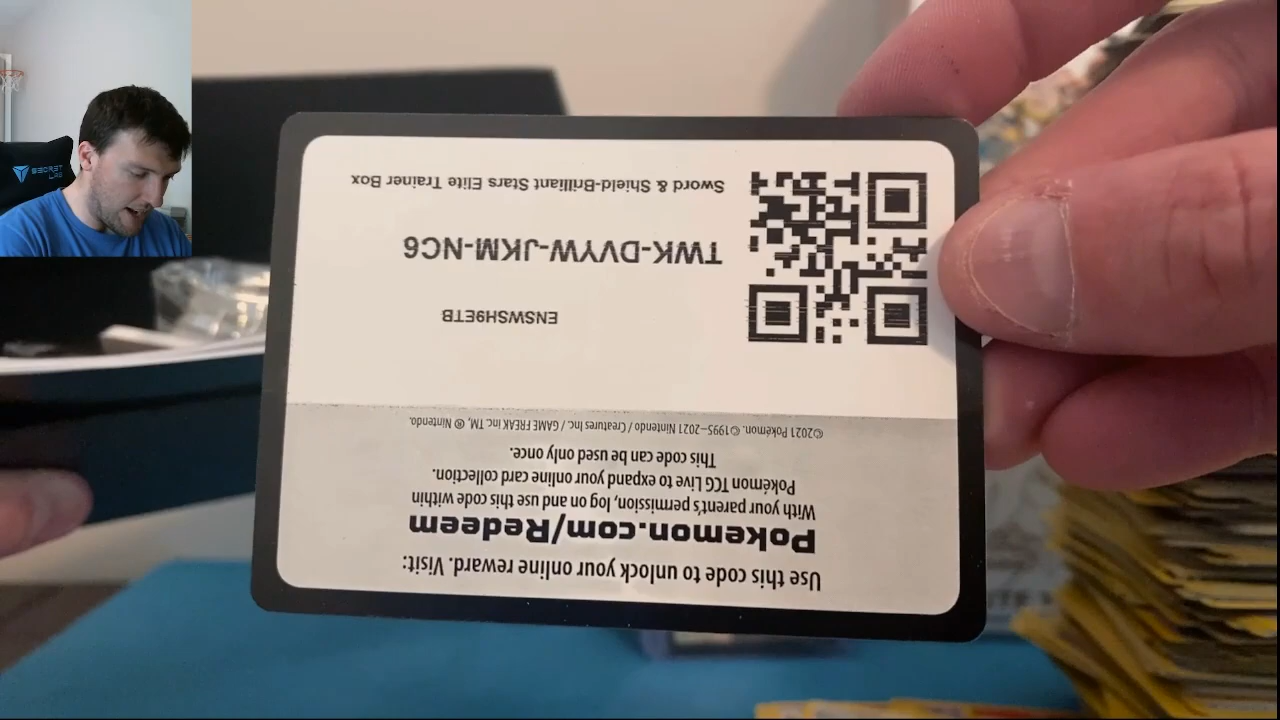 Use this code to unlock your online reward. Visit:
Pokemon.com/Redeem
With your parent's permission, log on and use this code within
Pokémon TCG Live to expand your online card collection.
This code can be used only once.
©2021 Pokémon. ©1995–2021 Nintendo / Creatures Inc. / GAME FREAK inc. TM, ® Nintendo.
ENSWSH9ETB
TWK-DVYW-JKM-NC6
Sword & Shield-Brilliant Stars Elite Trainer Box
SECRET
LAB